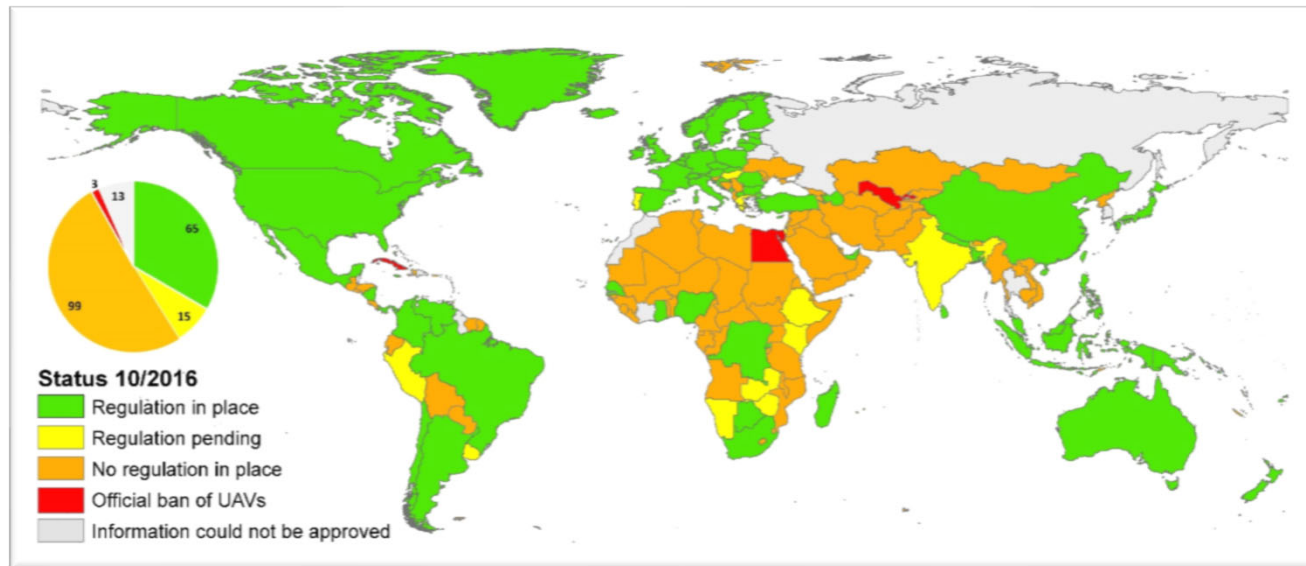 3
13
65
99
15
Status 10/2016
Regulation in place
Regulation pending
No regulation in place
Official ban of UAVs
Information could not be approved